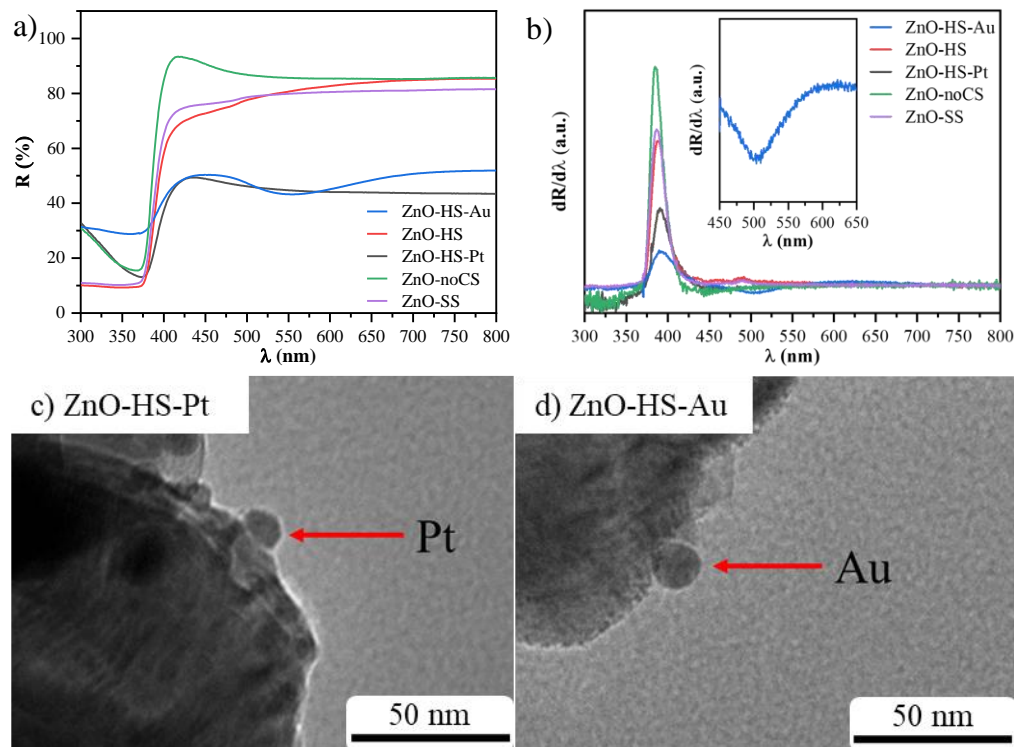 a)
R (%)
100
80
60
40
20
0
300 350 400 450 500 550 600 650 700 750 800
λ (nm)
ZnO-HS-Au
ZnO-HS
ZnO-HS-Pt
ZnO-noCS
ZnO-SS
b)
dR/dλ (a.u.)
300 350 400 450 500 550 600 650 700 750 800
λ (nm)
dR/dλ (a.u.)
450 500 550 600 650
λ (nm)
ZnO-HS-Au
ZnO-HS
ZnO-HS-Pt
ZnO-noCS
ZnO-SS
c) ZnO-HS-Pt
Pt
50 nm
d) ZnO-HS-Au
Au
50 nm